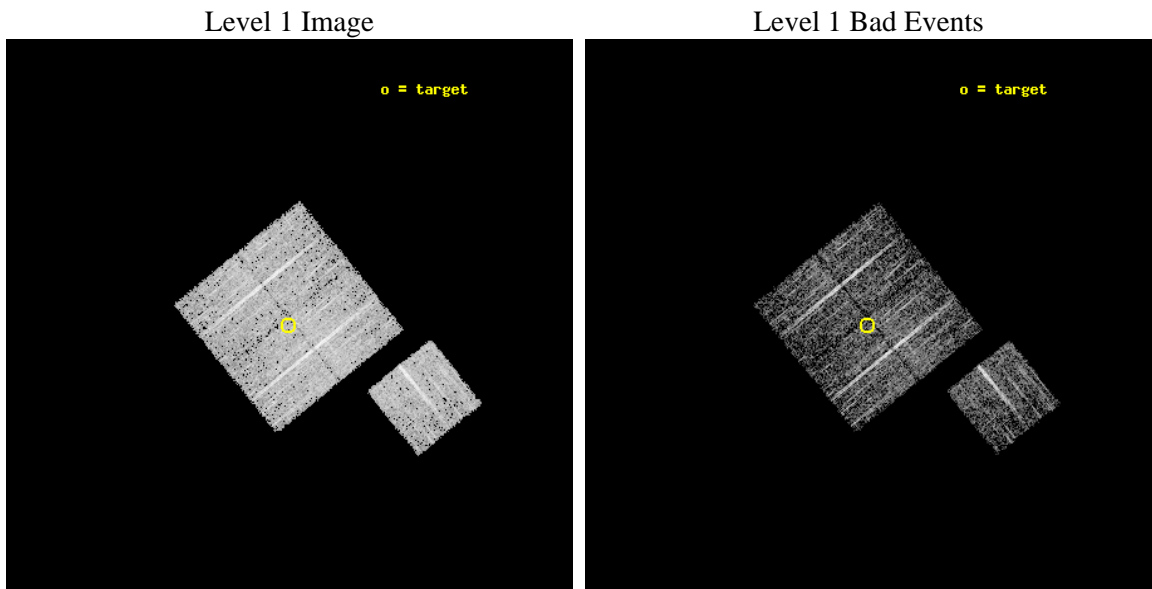 Level 1 Image
Level 1 Bad Events
o = target
o = target